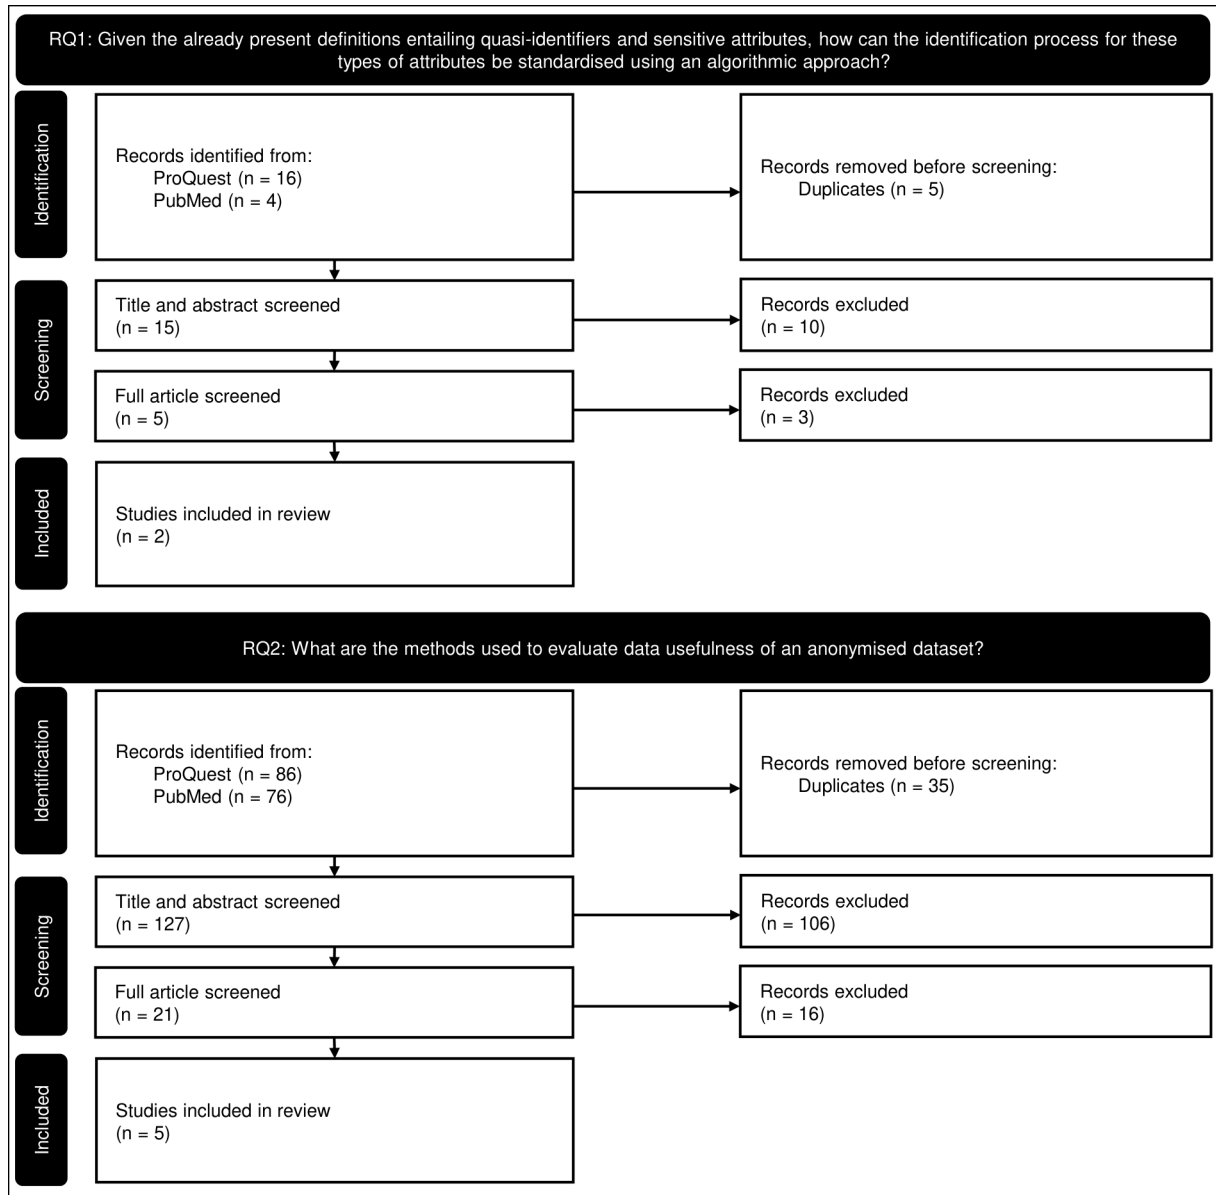 RQ1: Given the already present definitions entailing quasi-identifiers and sensitive attributes, how can the identification process for these
types of attributes be standardised using an algorithmic approach?
Identification
Records identified from:
ProQuest (n = 16)
PubMed (n = 4)
Records removed before screening:
Duplicates (n = 5)
Screening
Title and abstract screened
(n = 15)
Records excluded
(n = 10)
Full article screened
(n = 5)
Records excluded
(n = 3)
Included
Studies included in review
(n = 2)
RQ2: What are the methods used to evaluate data usefulness of an anonymised dataset?
Identification
Records identified from:
ProQuest (n = 86)
PubMed (n = 76)
Records removed before screening:
Duplicates (n = 35)
Screening
Title and abstract screened
(n = 127)
Records excluded
(n = 106)
Full article screened
(n = 21)
Records excluded
(n = 16)
Included
Studies included in review
(n = 5)